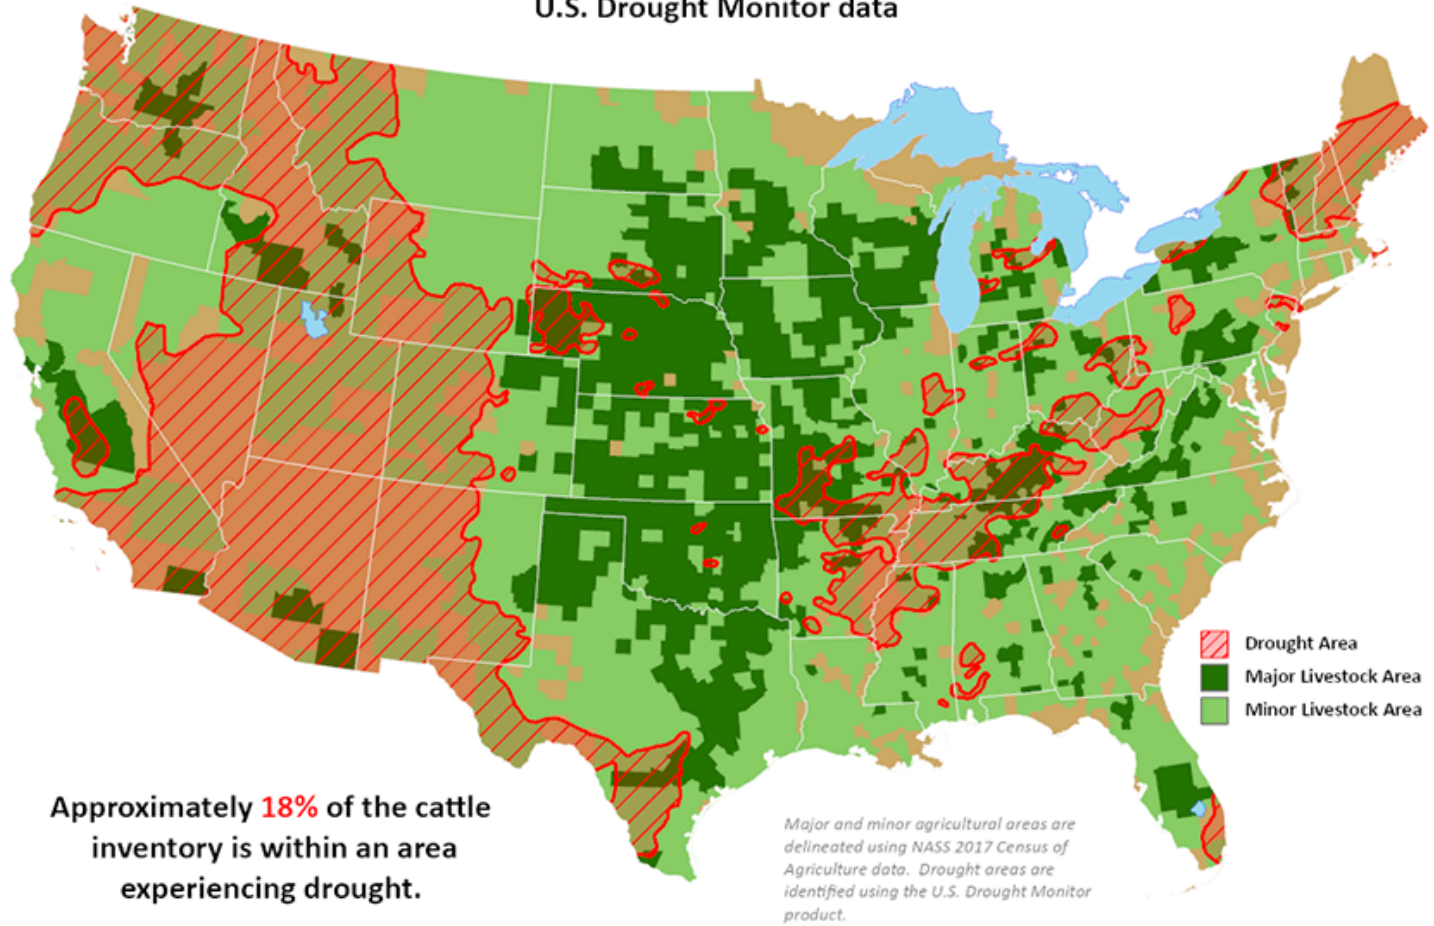 U.S. Drought Monitor data
Drought Area
Major Livestock Area
Minor Livestock Area
Approximately 18% of the cattle
inventory is within an area
experiencing drought.
Major and minor agricultural areas are
delineated using NASS 2017 Census of
Agriculture data.  Drought areas are
identified using the U.S. Drought Monitor
product.